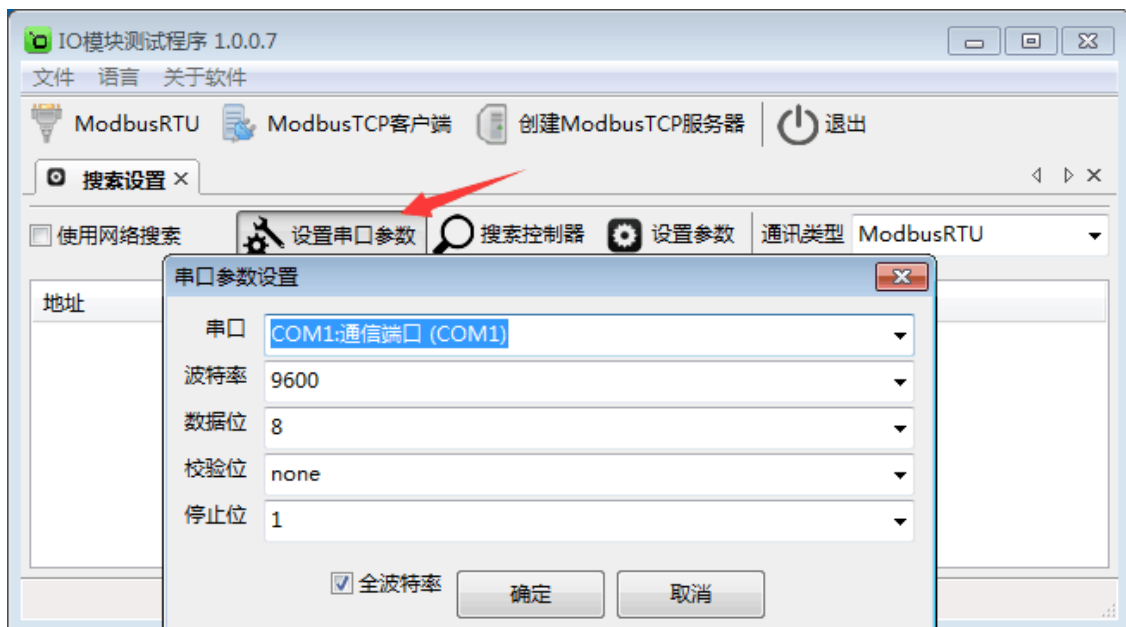 IO模块测试程序 1.0.0.7
文件 语言 关于软件
ModbusRTU ModbusTCP客户端 创建ModbusTCP服务器 退出
搜索设置
使用网络搜索 设置串口参数 搜索控制器 设置参数 通讯类型 ModbusRTU
串口参数设置
地址
串口 COM1:通信端口 (COM1)
波特率 9600
数据位 8
校验位 none
停止位 1
全波特率 确定 取消